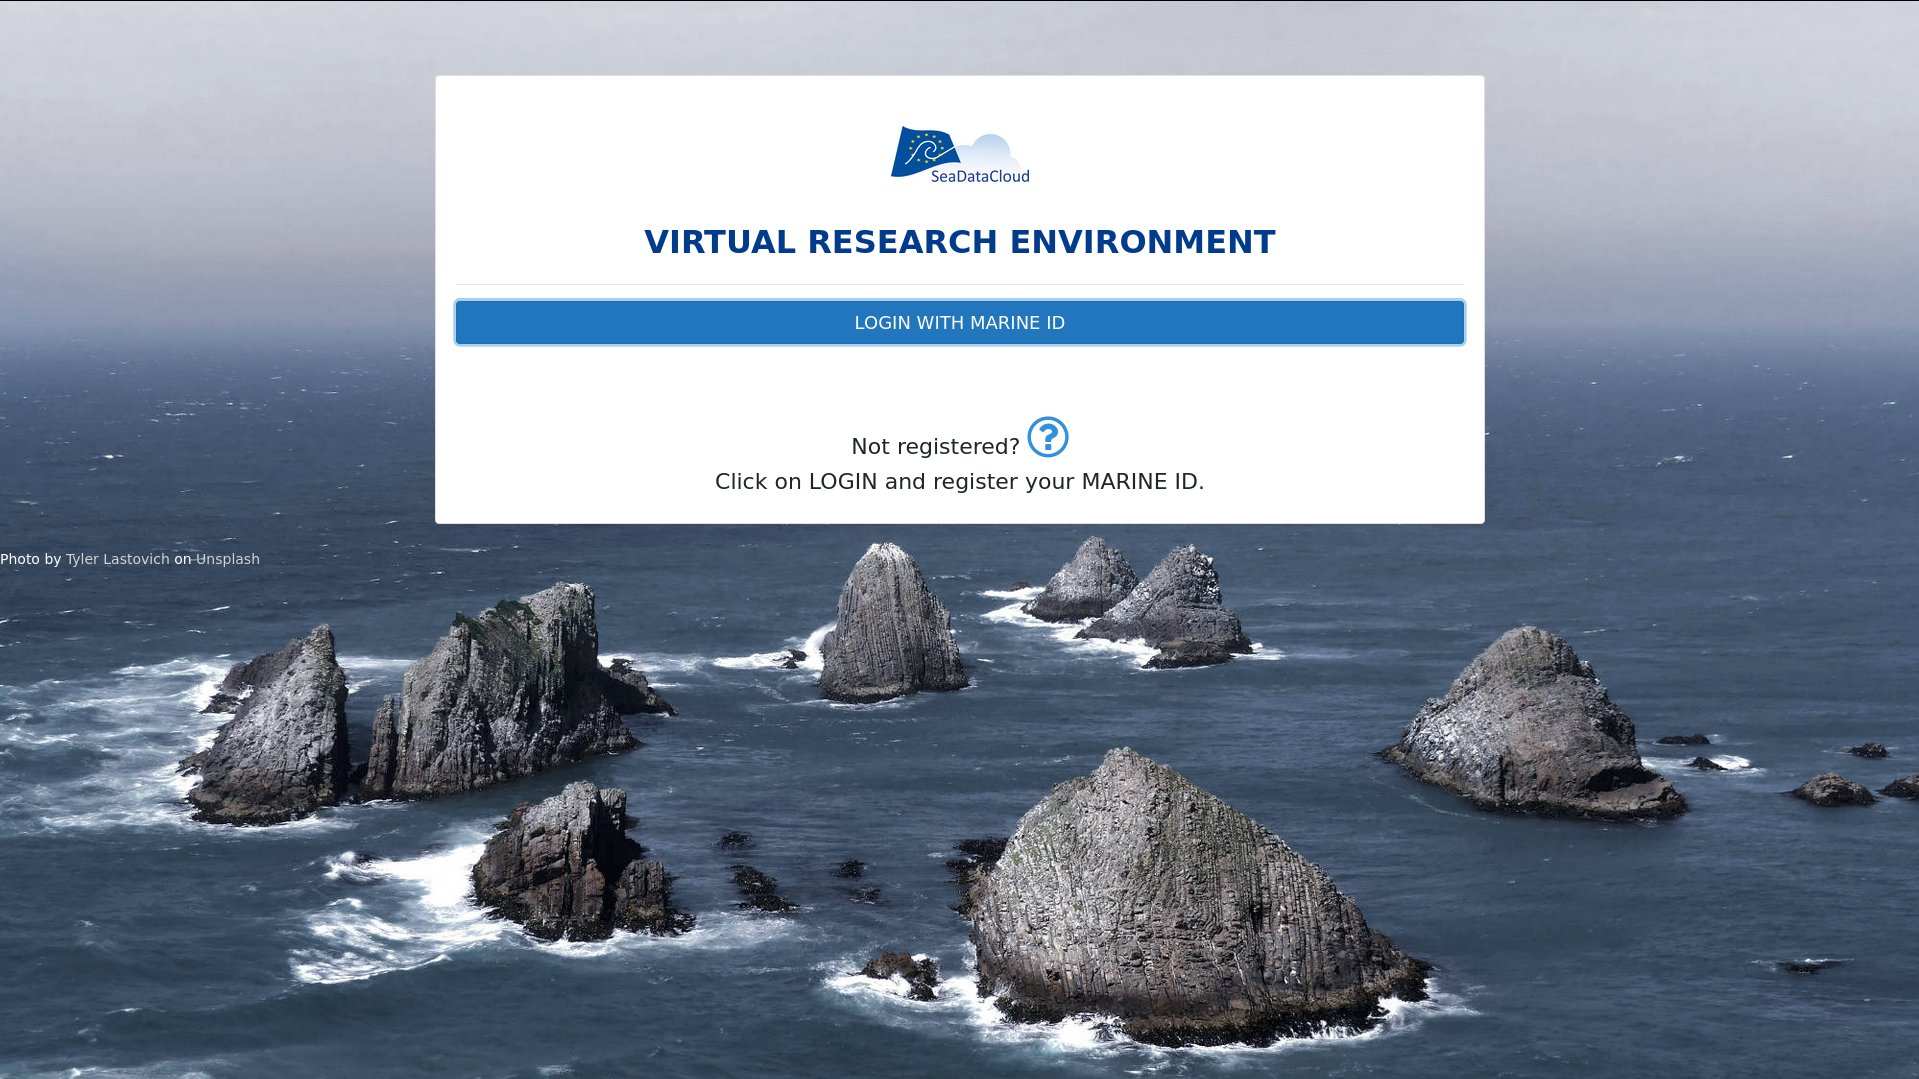 SeaDataCloud
VIRTUAL RESEARCH ENVIRONMENT
LOGIN WITH MARINE ID
Not registered?
Click on LOGIN and register your MARINE ID.
Photo by Tyler Lastovich on Unsplash